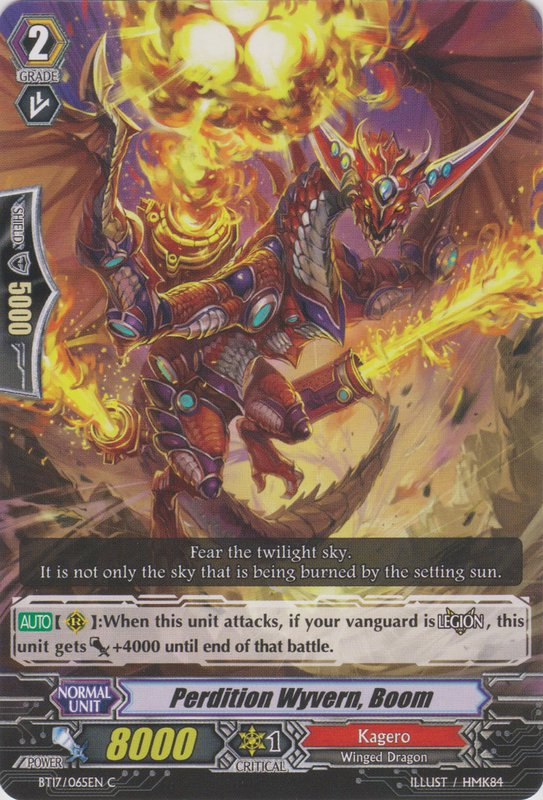 2
GRADE
SHIELD
5000
Fear the twilight sky.
It is not only the sky that is being burned by the setting sun.
AUTO【 R 】:When this unit attacks, if your vanguard is LEGION , this
unit gets +4000 until end of that battle.
NORMAL
UNIT
Perdition Wyvern, Boom
POWER
8000
1
CRITICAL
Kagero
Winged Dragon
BT17/065EN C
ILLUST / HMK84